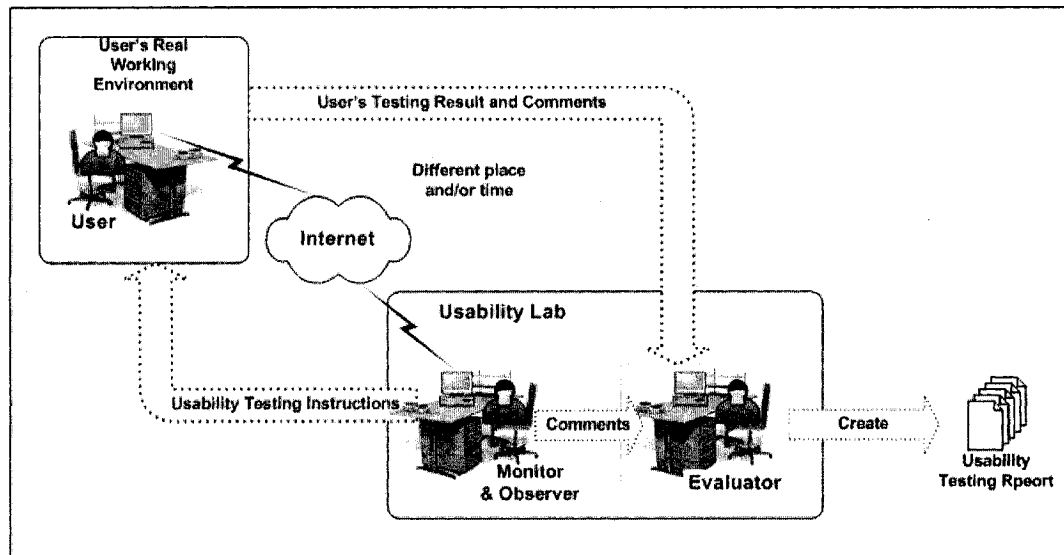 User's Real
Working
Environment
User
User's Testing Result and Comments
Different place
and/or time
Internet
Usability Lab
Usability Testing Instructions
Monitor
& Observer
Comments
Evaluator
Create
Usability
Testing Rpeort